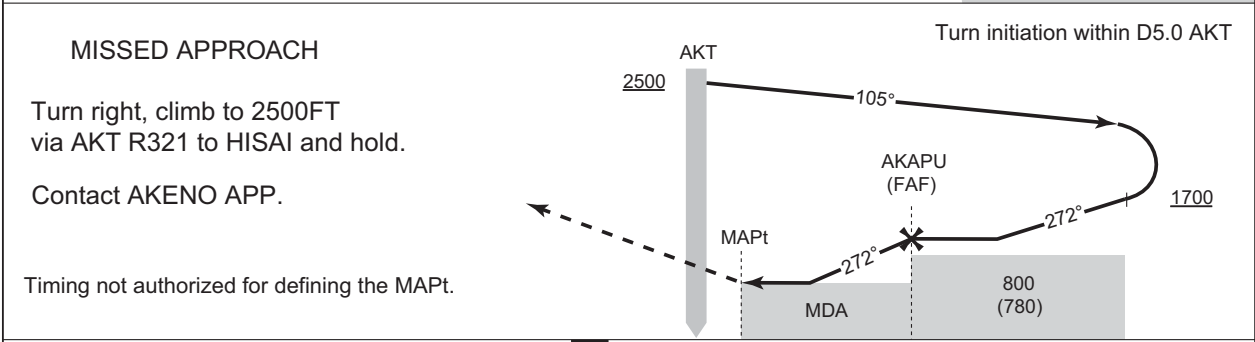 MISSED APPROACH
Turn right, climb to 2500FT
via AKT R321 to HISAI and hold.
Contact AKENO APP.
Timing not authorized for defining the MAPt.
Turn initiation within D5.0 AKT
AKT
2500
105°
AKAPU
(FAF)
1700
272°
MAPt
272°
MDA
800
(780)